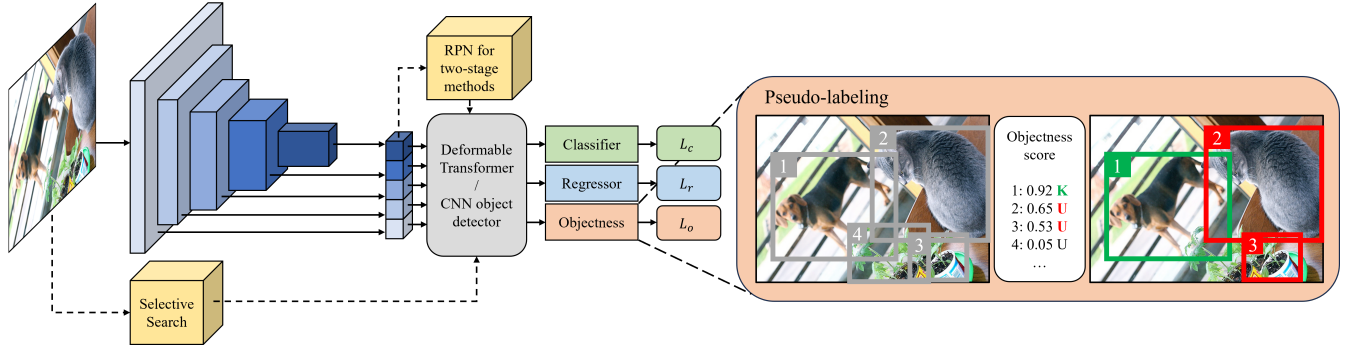 RPN for
two-stage
methods
Deformable
Transformer
/
CNN object
detector
Selective
Search
Classifier
Regressor
Objectness
L_c
L_r
L_o
Pseudo-labeling
1
2
4
3
Objectness
score
1: 0.92 K
2: 0.65 U
3: 0.53 U
4: 0.05 U
…
1
2
3